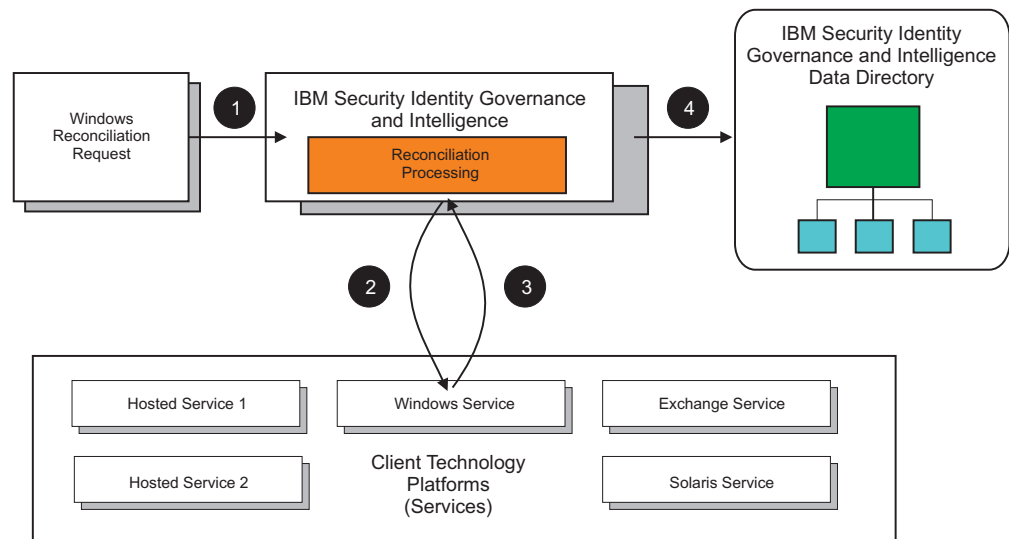 Windows
Reconciliation
Request
1
IBM Security Identity Governance
and Intelligence
Reconciliation
Processing
4
IBM Security Identity
Governance and Intelligence
Data Directory
2
3
Hosted Service 1
Windows Service
Exchange Service
Hosted Service 2
Client Technology
Platforms
(Services)
Solaris Service